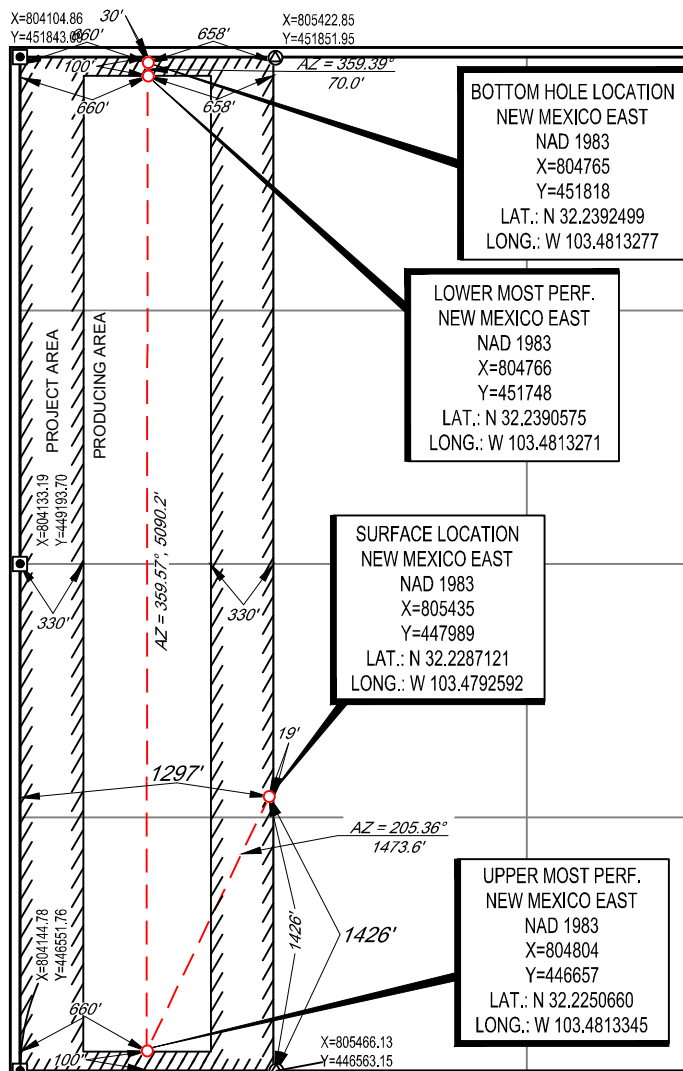 X=804104.86
Y=451843.09
30'
X=805422.85
Y=451851.95
660'
658'
100'
AZ = 359.39°
70.0'
660'
658'
BOTTOM HOLE LOCATION
NEW MEXICO EAST
NAD 1983
X=804765
Y=451818
LAT.: N 32.2392499
LONG.: W 103.4813277
LOWER MOST PERF.
NEW MEXICO EAST
NAD 1983
X=804766
Y=451748
LAT.: N 32.2390575
LONG.: W 103.4813271
PROJECT AREA
PRODUCING AREA
X=804133.19
Y=449193.70
AZ = 359.57°, 5090.2'
330'
330'
SURFACE LOCATION
NEW MEXICO EAST
NAD 1983
X=805435
Y=447989
LAT.: N 32.2287121
LONG.: W 103.4792592
19'
1297'
AZ = 205.36°
1473.6'
1426'
1426'
X=804144.78
Y=446551.76
UPPER MOST PERF.
NEW MEXICO EAST
NAD 1983
X=804804
Y=446657
LAT.: N 32.2250660
LONG.: W 103.4813345
660'
100'
X=805466.13
Y=446563.15